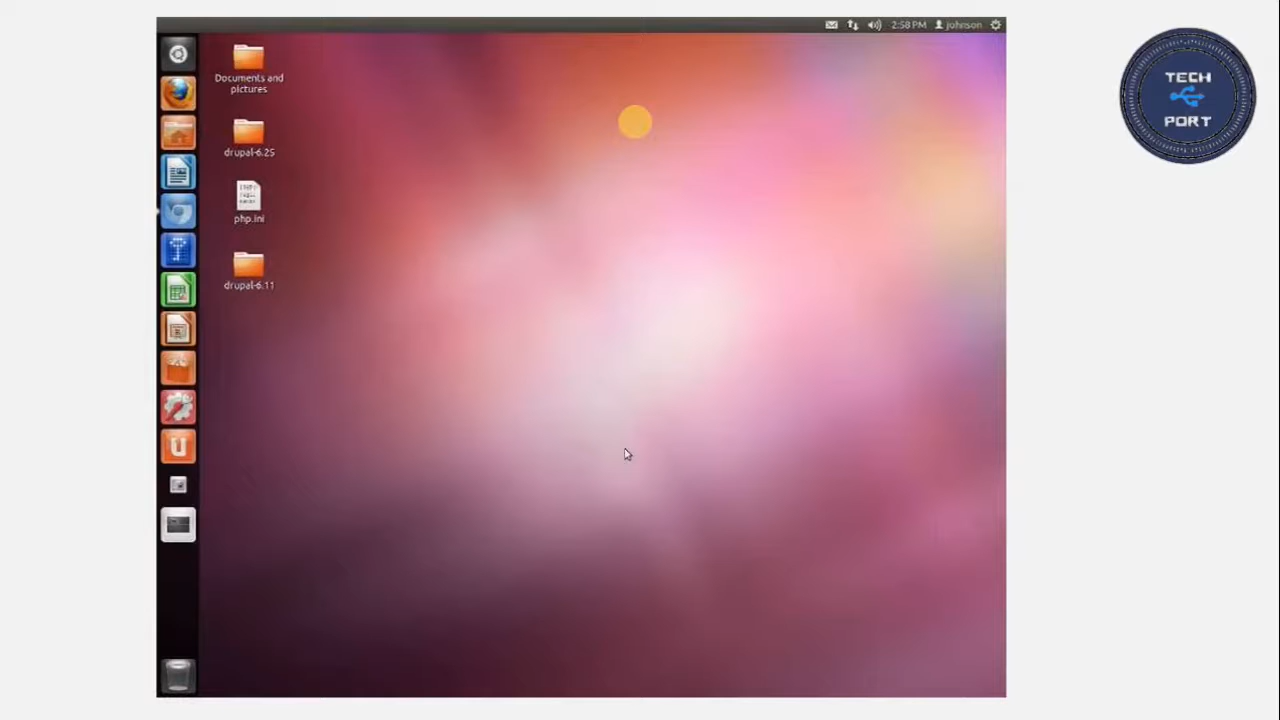 2:58 PM johnson
TECH
PORT
Documents and
pictures
drupal-6.25
php.ini
drupal-6.11